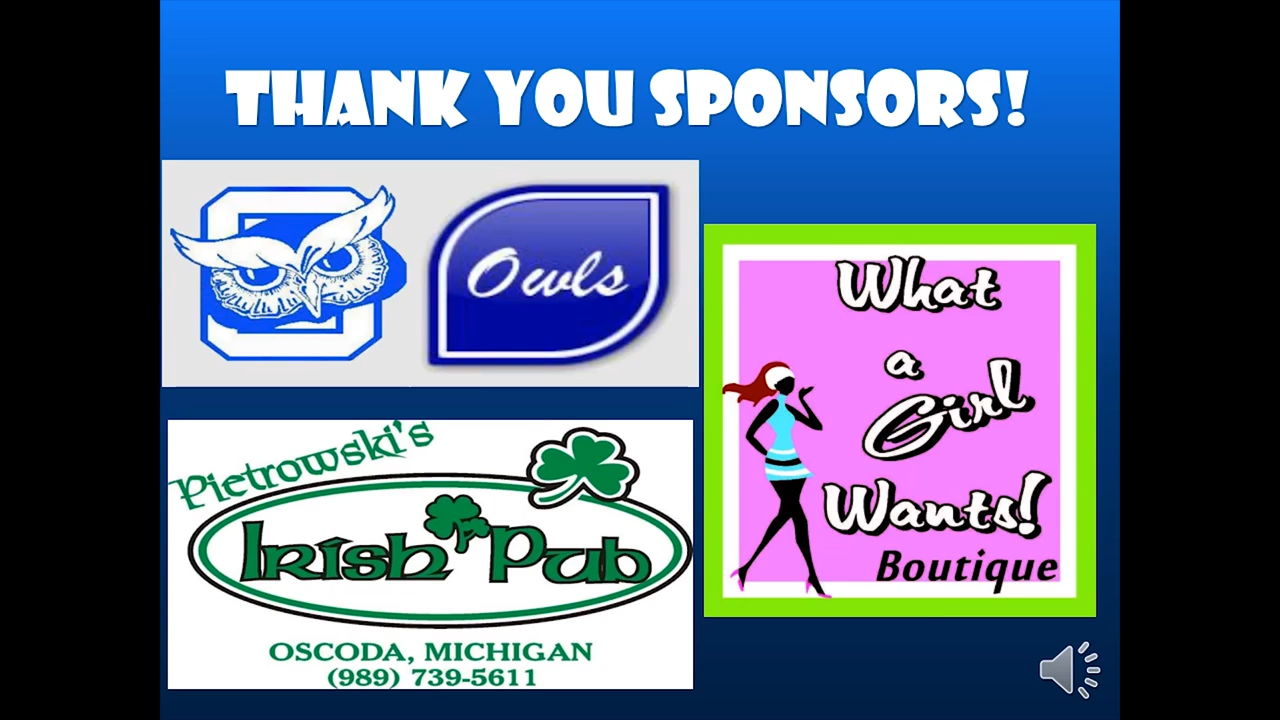 THANK YOU SPONSORS!
Owls
Pietrowski's
Irish Pub
OSCODA, MICHIGAN
(989) 739-5611
What
a
Girl
Wants!
Boutique